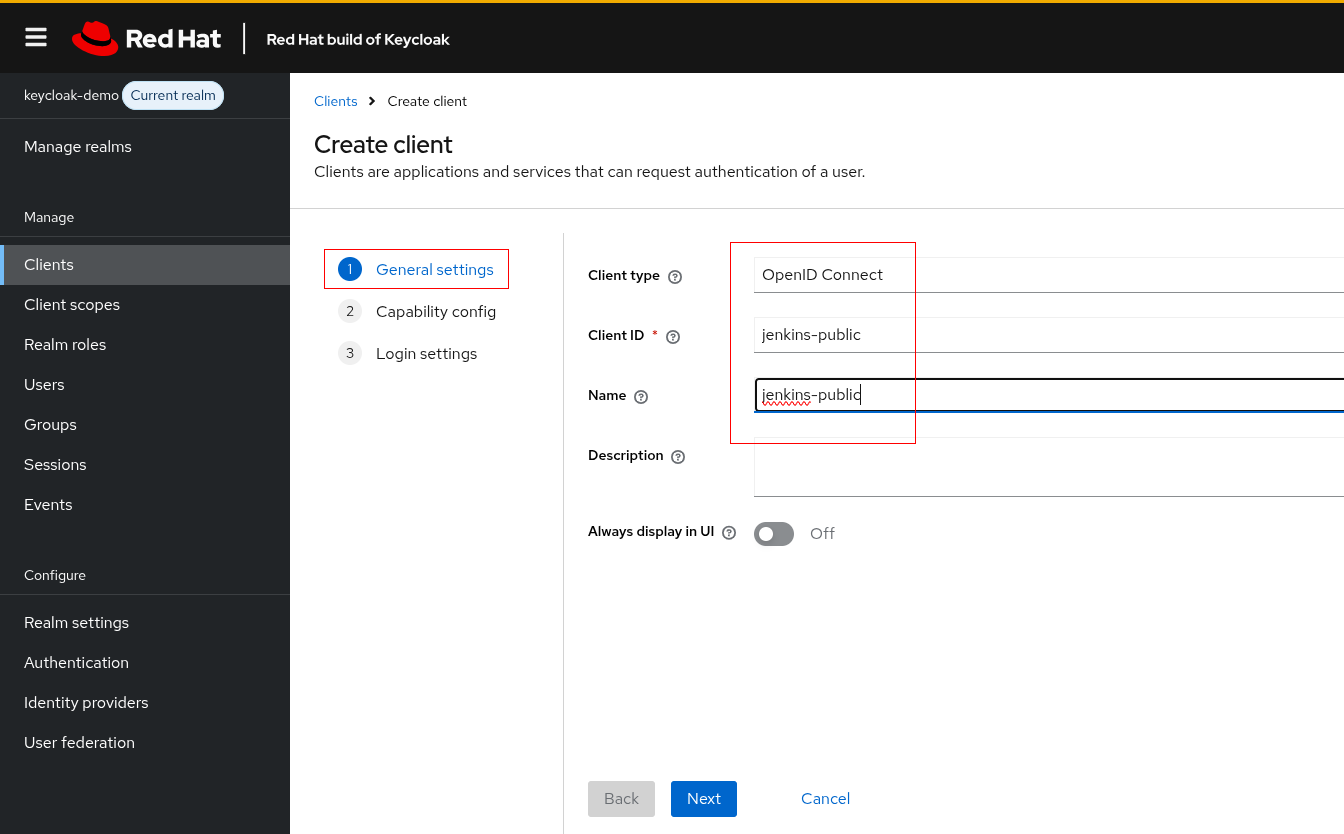 Red Hat
Red Hat build of Keycloak
keycloak-demo Current realm
Manage realms
Manage
Clients
Client scopes
Realm roles
Users
Groups
Sessions
Events
Configure
Realm settings
Authentication
Identity providers
User federation
Clients > Create client
Create client
Clients are applications and services that can request authentication of a user.
1 General settings
2 Capability config
3 Login settings
Client type ? OpenID Connect
Client ID * ? jenkins-public
Name ? jenkins-public
Description ?
Always display in UI ? Off
Back Next Cancel